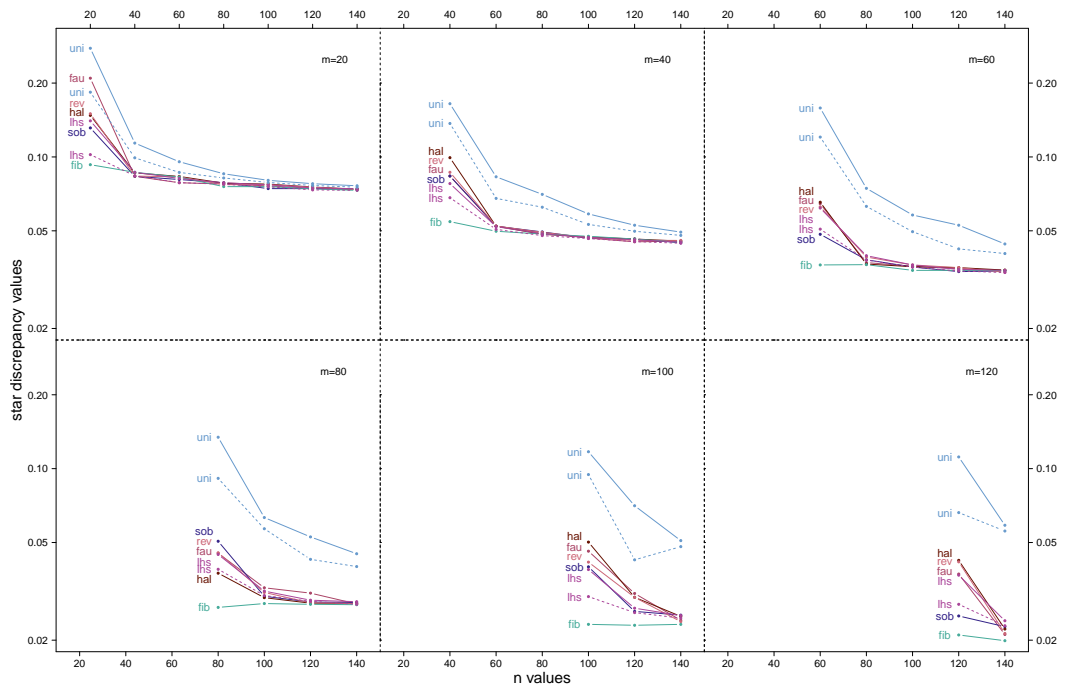 20 40 60 80 100 120 140 20 40 60 80 100 120 140 20 40 60 80 100 120 140
m=20
m=40
m=60
0.20
0.10
0.05
0.02
0.20
0.10
0.05
0.02
uni
fau
uni
rev
hal
lhs
sob
lhs
fib
uni
uni
hal
rev
fau
sob
lhs
lhs
fib
uni
uni
hal
fau
rev
lhs
lhs
sob
fib
star discrepancy values
m=80
m=100
m=120
0.20
0.10
0.05
0.02
0.20
0.10
0.05
0.02
uni
uni
sob
rev
fau
lhs
lhs
hal
fib
uni
uni
hal
fau
rev
sob
lhs
lhs
fib
uni
uni
hal
rev
fau
lhs
lhs
sob
fib
20 40 60 80 100 120 140 20 40 60 80 100 120 140 20 40 60 80 100 120 140
n values